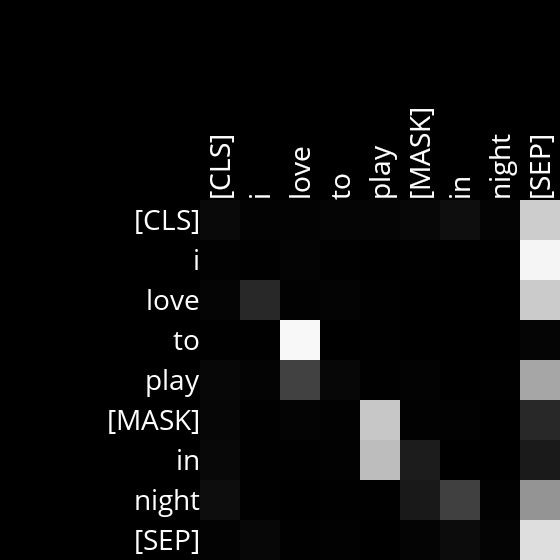 [CLS] i love to play [MASK] in night [SEP]
[CLS]
i
love
to
play
[MASK]
in
night
[SEP]